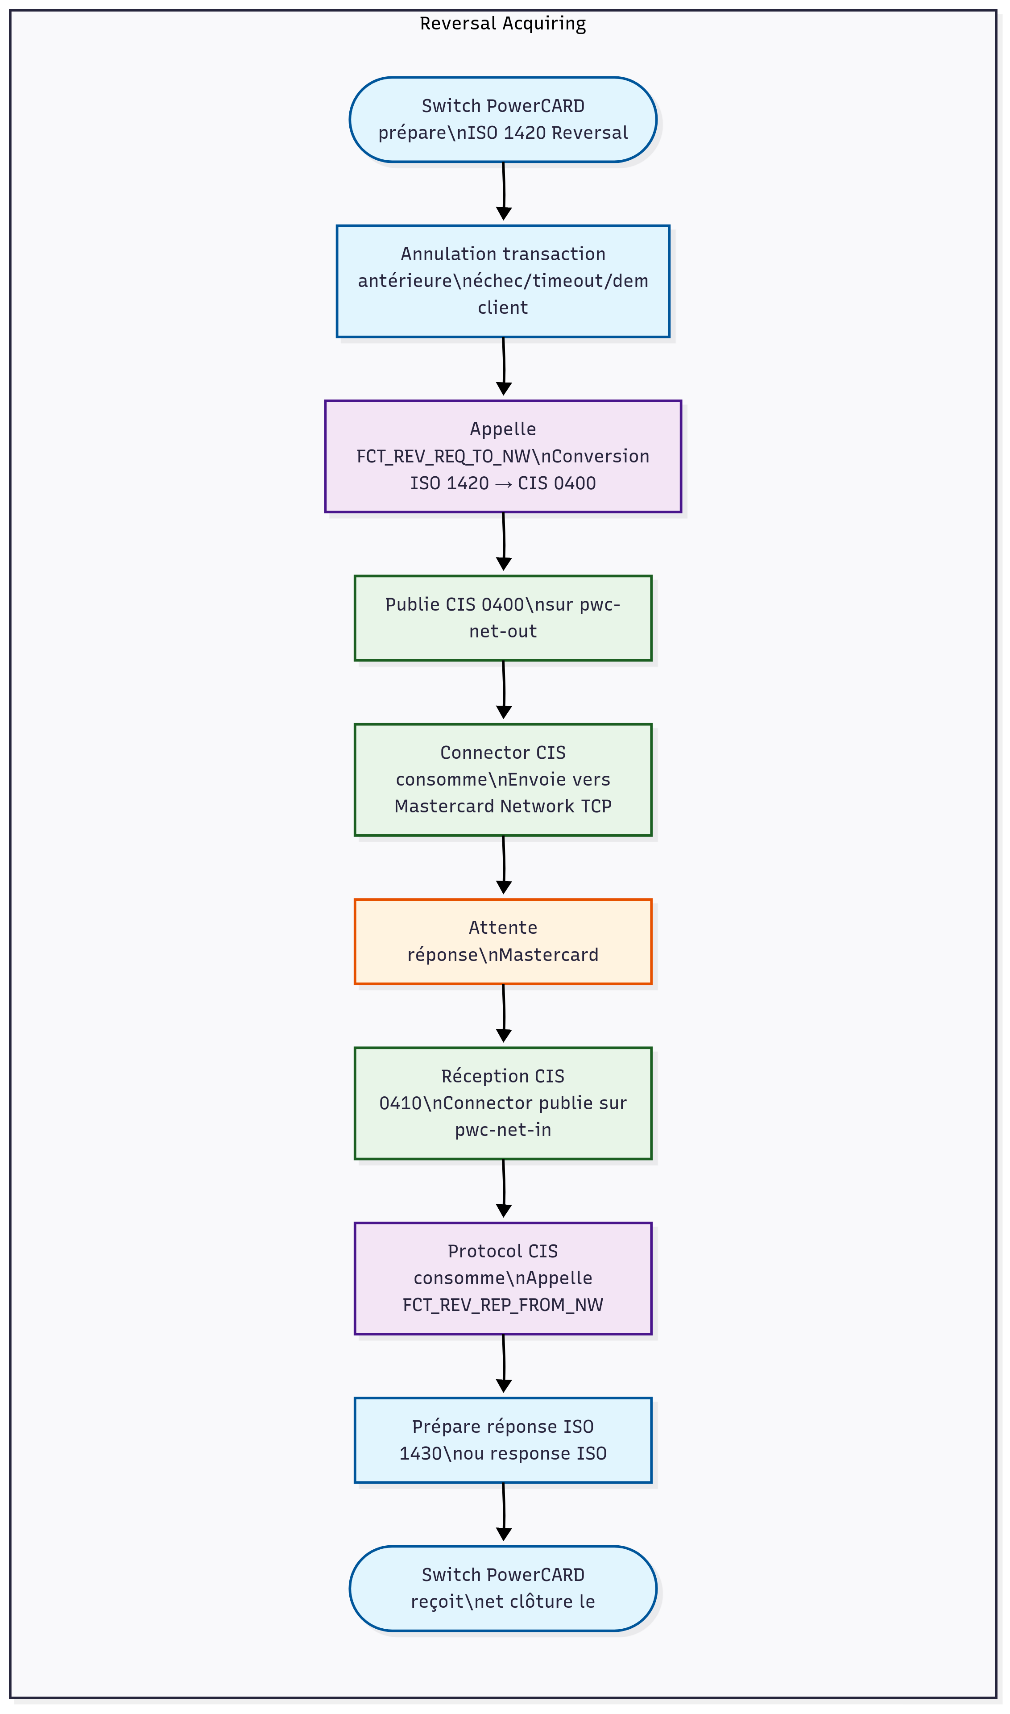 Reversal Acquiring
Switch PowerCARD
prépare\nISO 1420 Reversal
Annulation transaction
antérieure\néchec/timeout/dem
client
Appelle
FCT_REV_REQ_TO_NW\nConversion
ISO 1420 → CIS 0400
Publie CIS 0400\nsur pwc-
net-out
Connector CIS
consomme\nEnvoie vers
Mastercard Network TCP
Attente
réponse\nMastercard
Réception CIS
0410\nConnector publie sur
pwc-net-in
Protocol CIS
consomme\nAppelle
FCT_REV_REP_FROM_NW
Prépare réponse ISO
1430\nou response ISO
Switch PowerCARD
reçoit\net clôture le